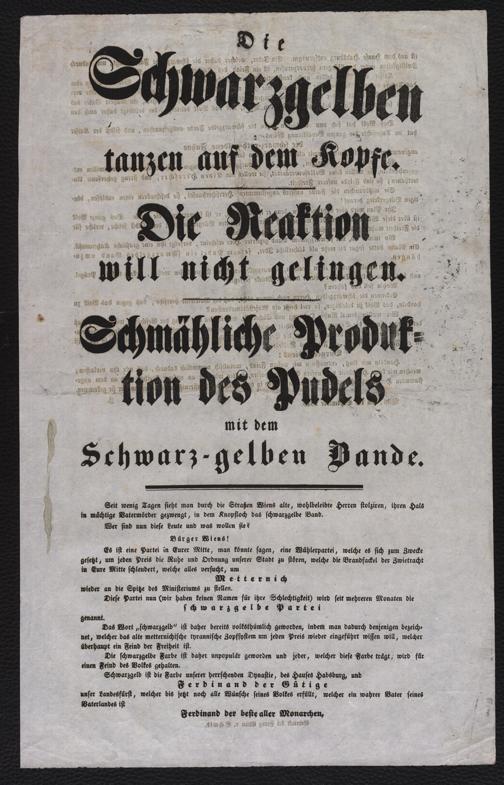 Die
Schwarzgelben
tanzen auf dem Kopfe.
Die Reaktion
will nicht gelingen.
Schmähliche Produk=
tion des Pudels
mit dem
Schwarz-gelben Bande.
Seit wenig Tagen sieht man durch die Straßen Wiens alte, wohlbeleibte Herren stolziren, ihren Hals
in mächtige Vatermörder gezwengt, in dem Knopfloch das schwarzgelbe Band.
Wer sind nun diese Leute und was wollen sie?
Bürger Wiens!
Es ist eine Partei in Eurer Mitte, man könnte sagen, eine Wühlerpartei, welche es sich zum Zwecke
gesetzt, um jeden Preis die Ruhe und Ordnung unserer Stadt zu stören, welche die Brandfackel der Zwietracht
in Eure Mitte schleudert, welche alles versucht, um
Metternich
wieder an die Spitze des Ministeriums zu stellen.
Diese Partei nun (wir haben keinen Namen für ihre Schlechtigkeit) wird seit mehreren Monaten die
schwarzgelbe Partei
genannt.
Das Wort „schwarzgelb“ ist daher bereits volksthümlich geworden, indem man dadurch denjenigen bezeich=
net, welcher das alte metternichische tyrannische Zopfsystem um jeden Preis wieder eingeführt wissen will, welcher
überhaupt ein Feind der Freiheit ist.
Die schwarzgelbe Farbe ist daher unpopulär geworden und jeder, welcher diese Farbe trägt, wird für
einen Feind des Volkes gehalten.
Schwarzgelb ist die Farbe unserer herrschenden Dynastie, des Hauses Habsburg, und
Ferdinand der Gütige
unser Landesfürst, welcher bis jetzt noch alle Wünsche seines Volkes erfüllt, welcher ein wahrer Vater seines
Vaterlandes ist
Ferdinand der beste aller Monarchen,